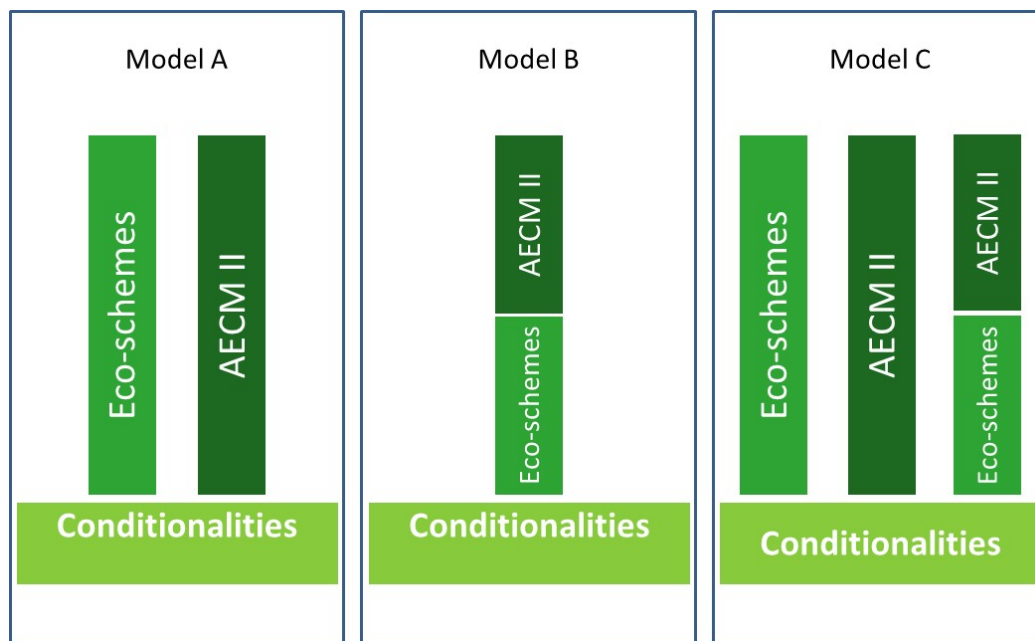 Model A
Eco-schemes
AECM II
Conditionalities
Model B
AECM II
Eco-schemes
Conditionalities
Model C
Eco-schemes
AECM II
AECM II
Eco-schemes
Conditionalities